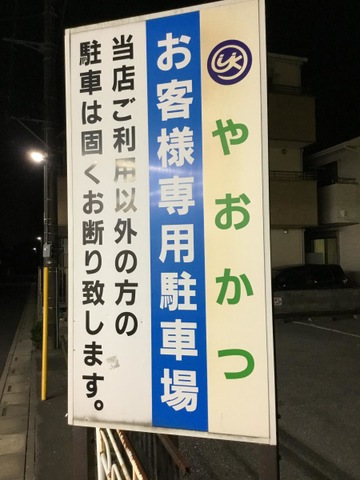 やおかつ
お客様専用駐車場
当店ご利用以外の方の
駐車は固くお断り致します。